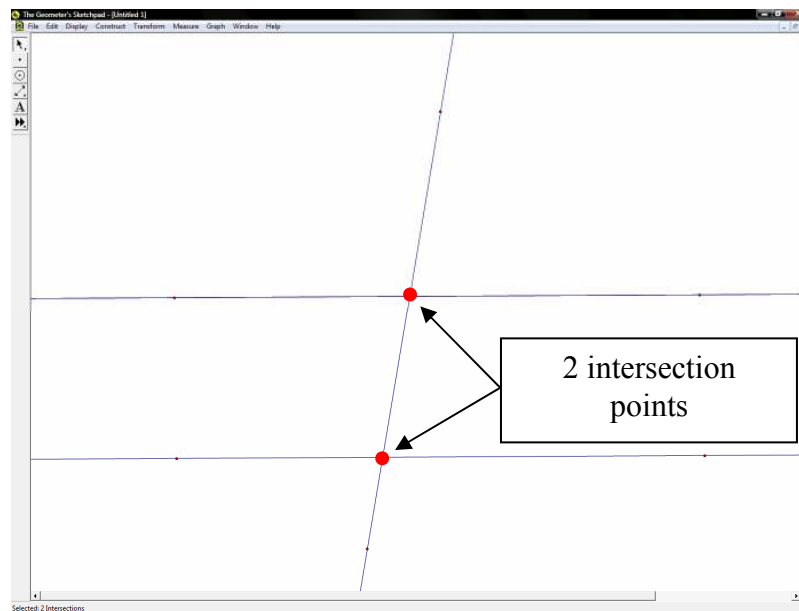 The Geometer's Sketchpad - [Untitled 1]
File Edit Display Construct Transform Measure Graph Window Help
A
2 intersection
points
Selected: 2 Intersections